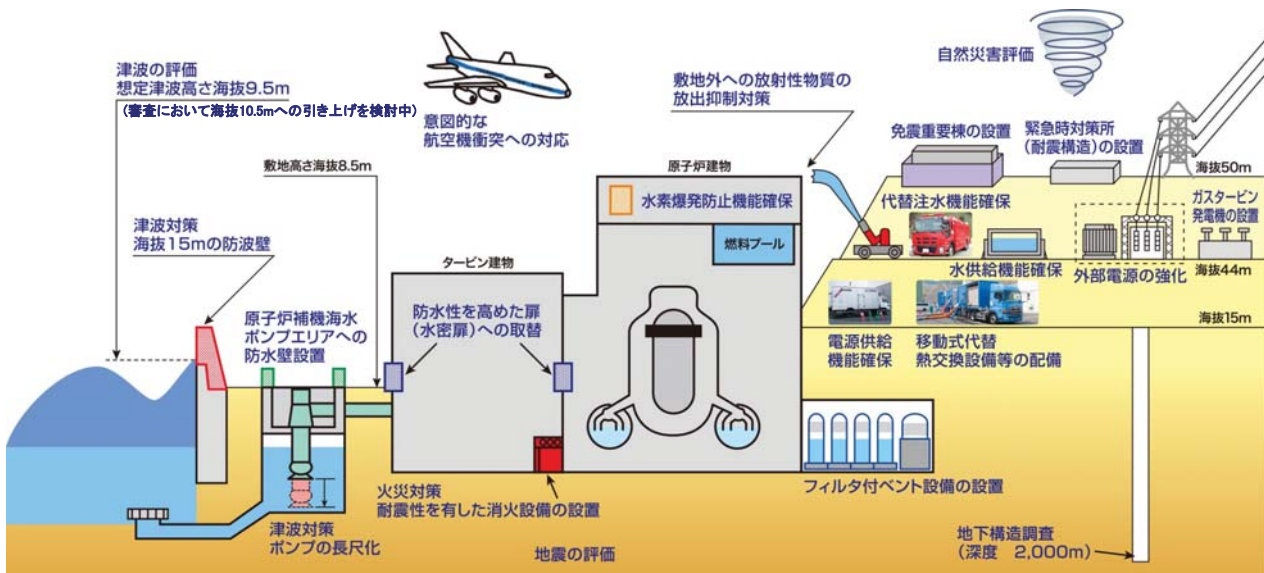 津波の評価
想定津波高さ海抜9.5m
（審査において海抜10.5mへの引き上げを検討中）
意図的な
航空機衝突への対応
敷地外への放射性物質の
放出抑制対策
自然災害評価
免震重要棟の設置
緊急時対策所
（耐震構造）の設置
海抜50m
敷地高さ海抜8.5m
原子炉建物
水素爆発防止機能確保
燃料プール
代替注水機能確保
ガスタービン
発電機の設置
津波対策
海抜15mの防波壁
タービン建物
水供給機能確保
外部電源の強化
海抜44m
防水性を高めた扉
（水密扉）への取替
原子炉補機海水
ポンプエリアへの
防水壁設置
海抜15m
電源供給
機能確保
移動式代替
熱交換設備等の配備
火災対策
耐震性を有した消火設備の設置
フィルタ付ベント設備の設置
津波対策
ポンプの長尺化
地震の評価
地下構造調査
（深度　2,000m）